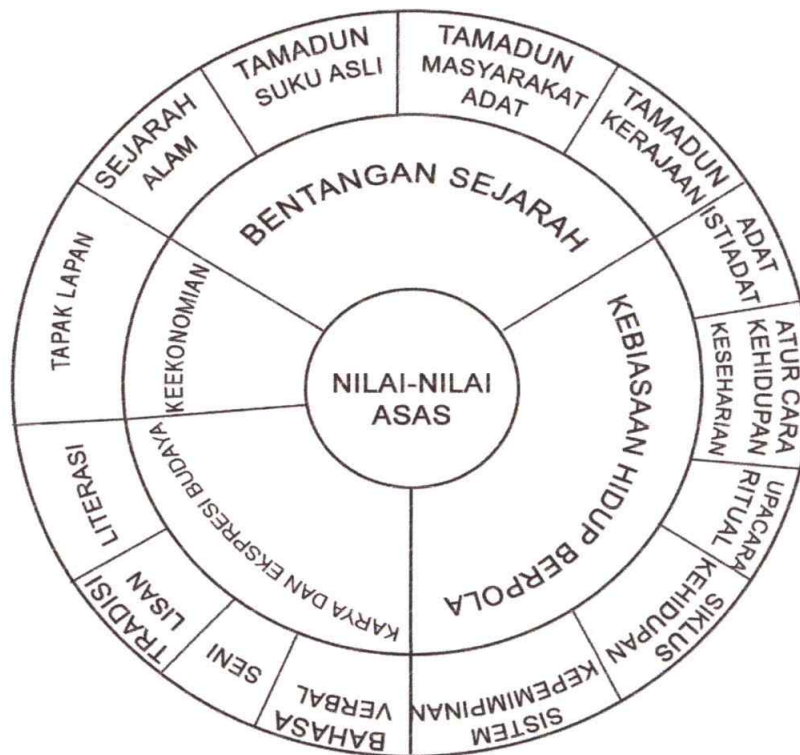 TAMADUN
SUKU ASLI
TAMADUN
MASYARAKAT
ADAT
TAMADUN
KERAJAAN
ADAT
ISTIADAT
ATUR CARA
KEHIDUPAN
KESEHARIAN
UPACARA
RITUAL
SIKLUS
KEHIDUPAN
SISTEM
KEPEMIMPINAN
BAHASA
VERBAL
SENI
TRADISI
LISAN
LITERASI
TAPAK LAPAN
SEJARAH
ALAM
BENTANGAN SEJARAH
KEBIASAAN HIDUP BERPOLA
KARYA DAN EKSPRESI BUDAYA
KEEKONOMIAN
NILAI-NILAI
ASAS